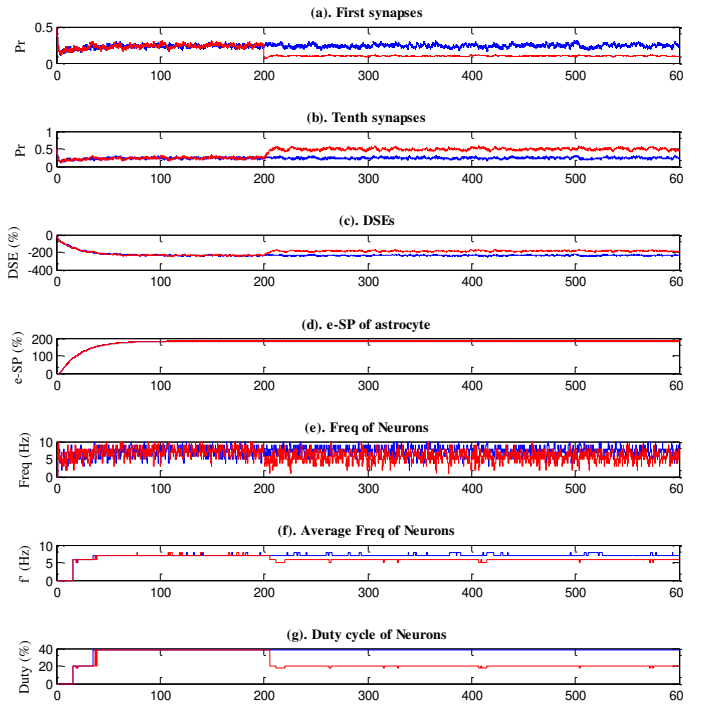 (a). First synapses
0.5
0
Pr
0 100 200 300 400 500 60
(b). Tenth synapses
1
0.5
0
Pr
0 100 200 300 400 500 60
(c). DSEs
0
-200
-400
DSE (%)
0 100 200 300 400 500 60
(d). e-SP of astrocyte
200
100
0
e-SP (%)
0 100 200 300 400 500 60
(e). Freq of Neurons
10
5
0
Freq (Hz)
0 100 200 300 400 500 60
(f). Average Freq of Neurons
10
5
0
f' (Hz)
0 100 200 300 400 500 60
(g). Duty cycle of Neurons
40
20
0
Duty (%)
0 100 200 300 400 500 60